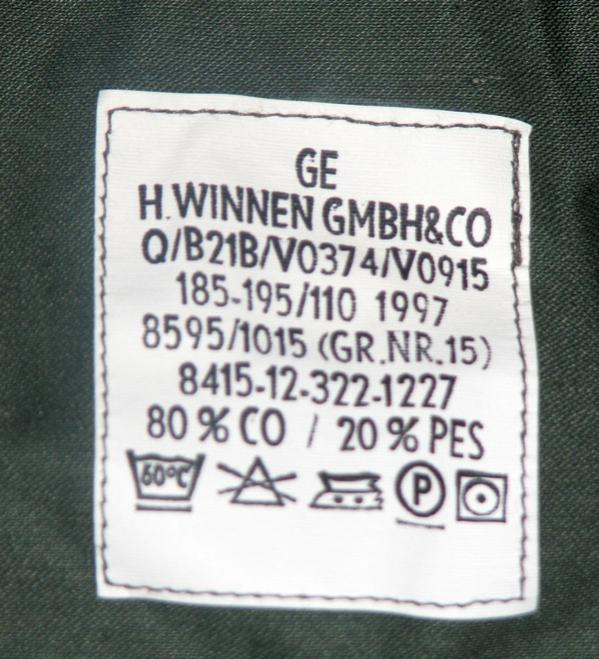 GE
H.WINNEN GMBH&CO
Q/B21B/V0374/V0915
185-195/110 1997
8595/1015 (GR.NR.15)
8415-12-322-1227
80%CO / 20%PES
60°C P